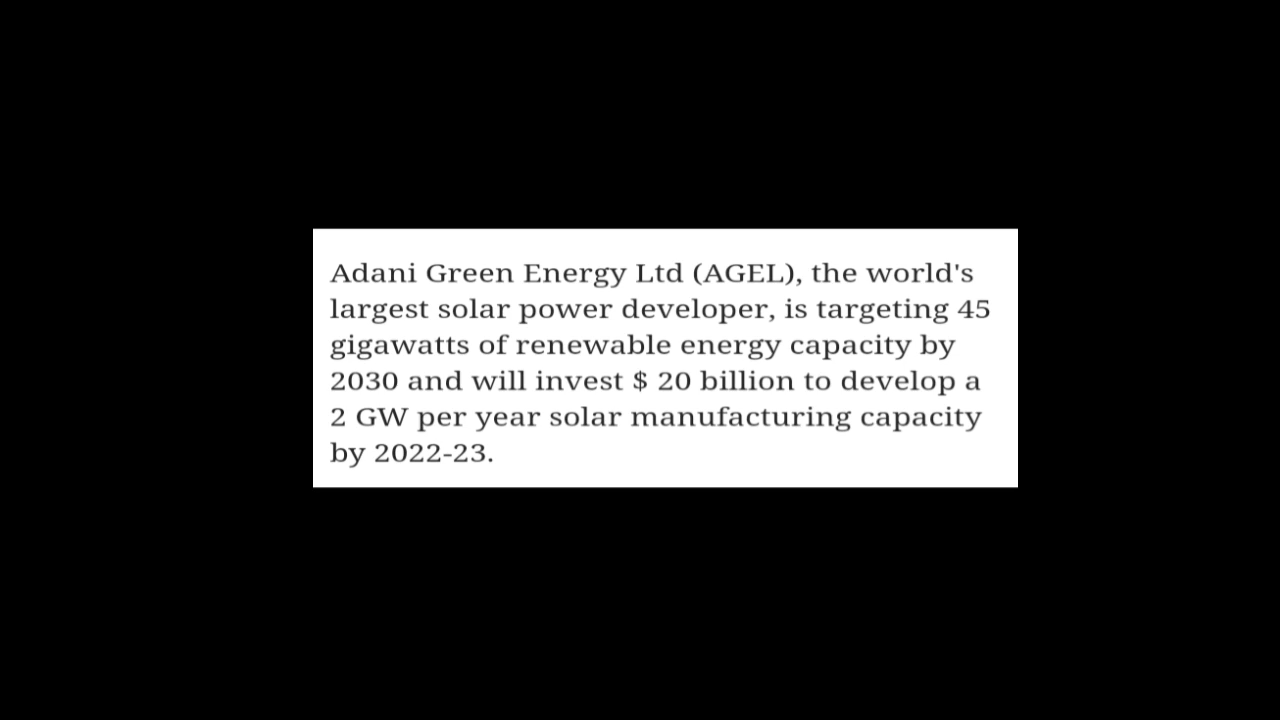 Adani Green Energy Ltd (AGEL), the world's
largest solar power developer, is targeting 45
gigawatts of renewable energy capacity by
2030 and will invest $ 20 billion to develop a
2 GW per year solar manufacturing capacity
by 2022-23.